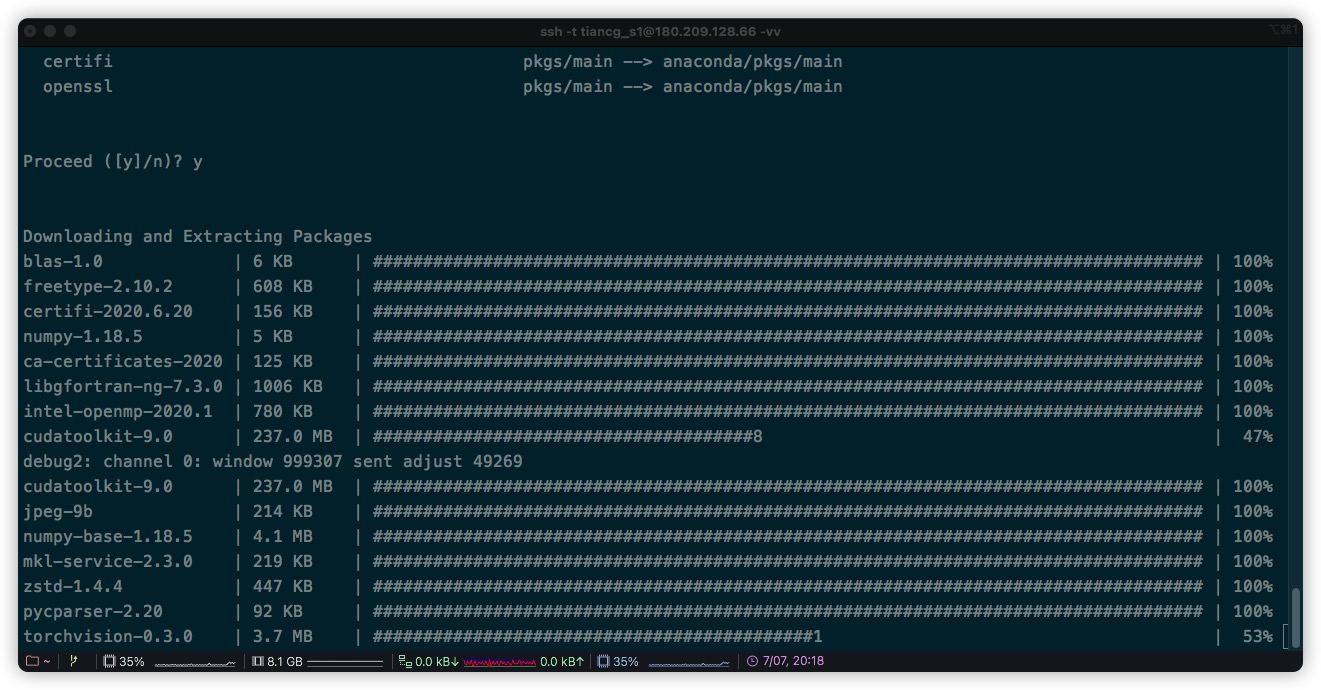 ssh -t tiancg_s1@180.209.128.66 -vv ⌥⌘1
certifi pkgs/main --> anaconda/pkgs/main
openssl pkgs/main --> anaconda/pkgs/main
Proceed ([y]/n)? y
Downloading and Extracting Packages
blas-1.0 | 6 KB | ################################################################################### | 100%
freetype-2.10.2 | 608 KB | ################################################################################### | 100%
certifi-2020.6.20 | 156 KB | ################################################################################### | 100%
numpy-1.18.5 | 5 KB | ################################################################################### | 100%
ca-certificates-2020 | 125 KB | ################################################################################### | 100%
libgfortran-ng-7.3.0 | 1006 KB | ################################################################################### | 100%
intel-openmp-2020.1 | 780 KB | ################################################################################### | 100%
cudatoolkit-9.0 | 237.0 MB | ######################################8 | 47%
debug2: channel 0: window 999307 sent adjust 49269
cudatoolkit-9.0 | 237.0 MB | ################################################################################### | 100%
jpeg-9b | 214 KB | ################################################################################### | 100%
numpy-base-1.18.5 | 4.1 MB | ################################################################################### | 100%
mkl-service-2.3.0 | 219 KB | ################################################################################### | 100%
zstd-1.4.4 | 447 KB | ################################################################################### | 100%
pycparser-2.20 | 92 KB | ################################################################################### | 100%
torchvision-0.3.0 | 3.7 MB | ############################################1 | 53%
~ 35% 8.1 GB 0.0 kB↓ 0.0 kB↑ 35% 7/07, 20:18